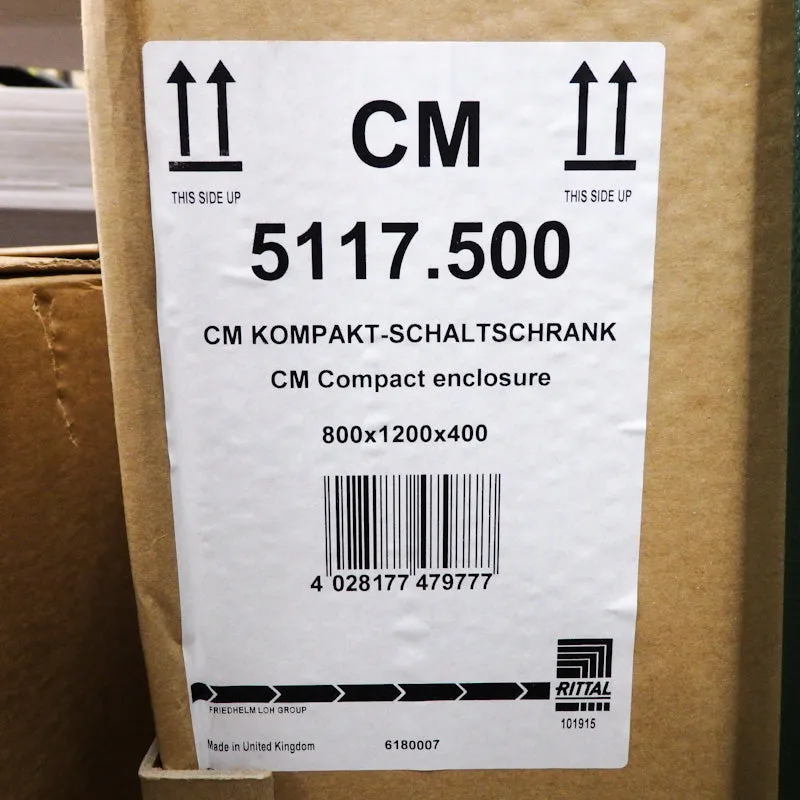 CM
THIS SIDE UP
THIS SIDE UP
5117.500
CM KOMPAKT-SCHALTSCHRANK
CM Compact enclosure
800x1200x400
4 028177 479777
RITTAL
FRIEDHELM LOH GROUP
101915
Made in United Kingdom
6180007